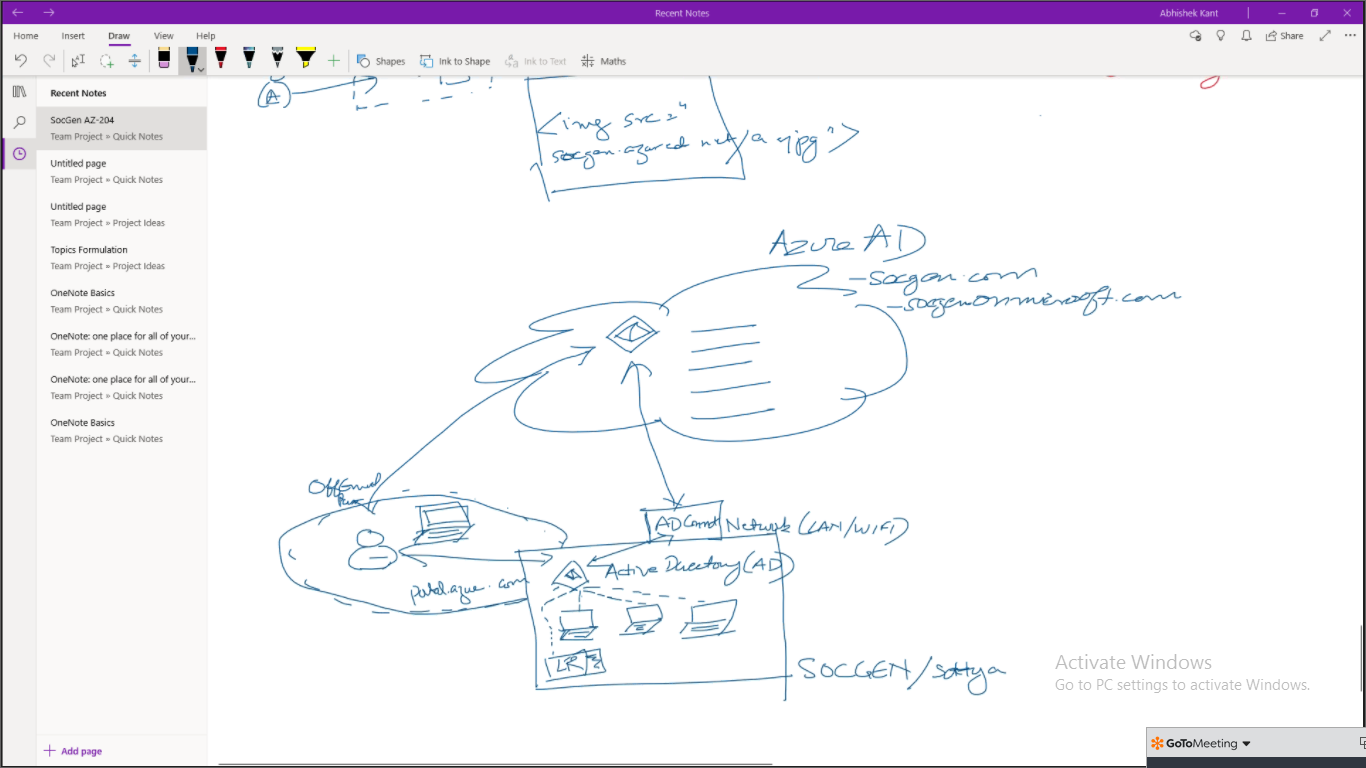 Recent Notes
Abhishek Kant
Home
Insert
Draw
View
Help
Share
Shapes
Ink to Shape
Ink to Text
Maths
Recent Notes
SocGen AZ-204
Team Project » Quick Notes
Untitled page
Team Project » Quick Notes
Untitled page
Team Project » Project Ideas
Topics Formulation
Team Project » Project Ideas
OneNote Basics
Team Project » Quick Notes
OneNote: one place for all of your...
Team Project » Quick Notes
OneNote: one place for all of your...
Team Project » Quick Notes
OneNote Basics
Team Project » Quick Notes
Add page
A
<img src="
Azure AD
-socgen.com
Network (LAN/WIFI)
Active Directory (AD)
SOCGEN/
Activate Windows
Go to PC settings to activate Windows.
GoToMeeting